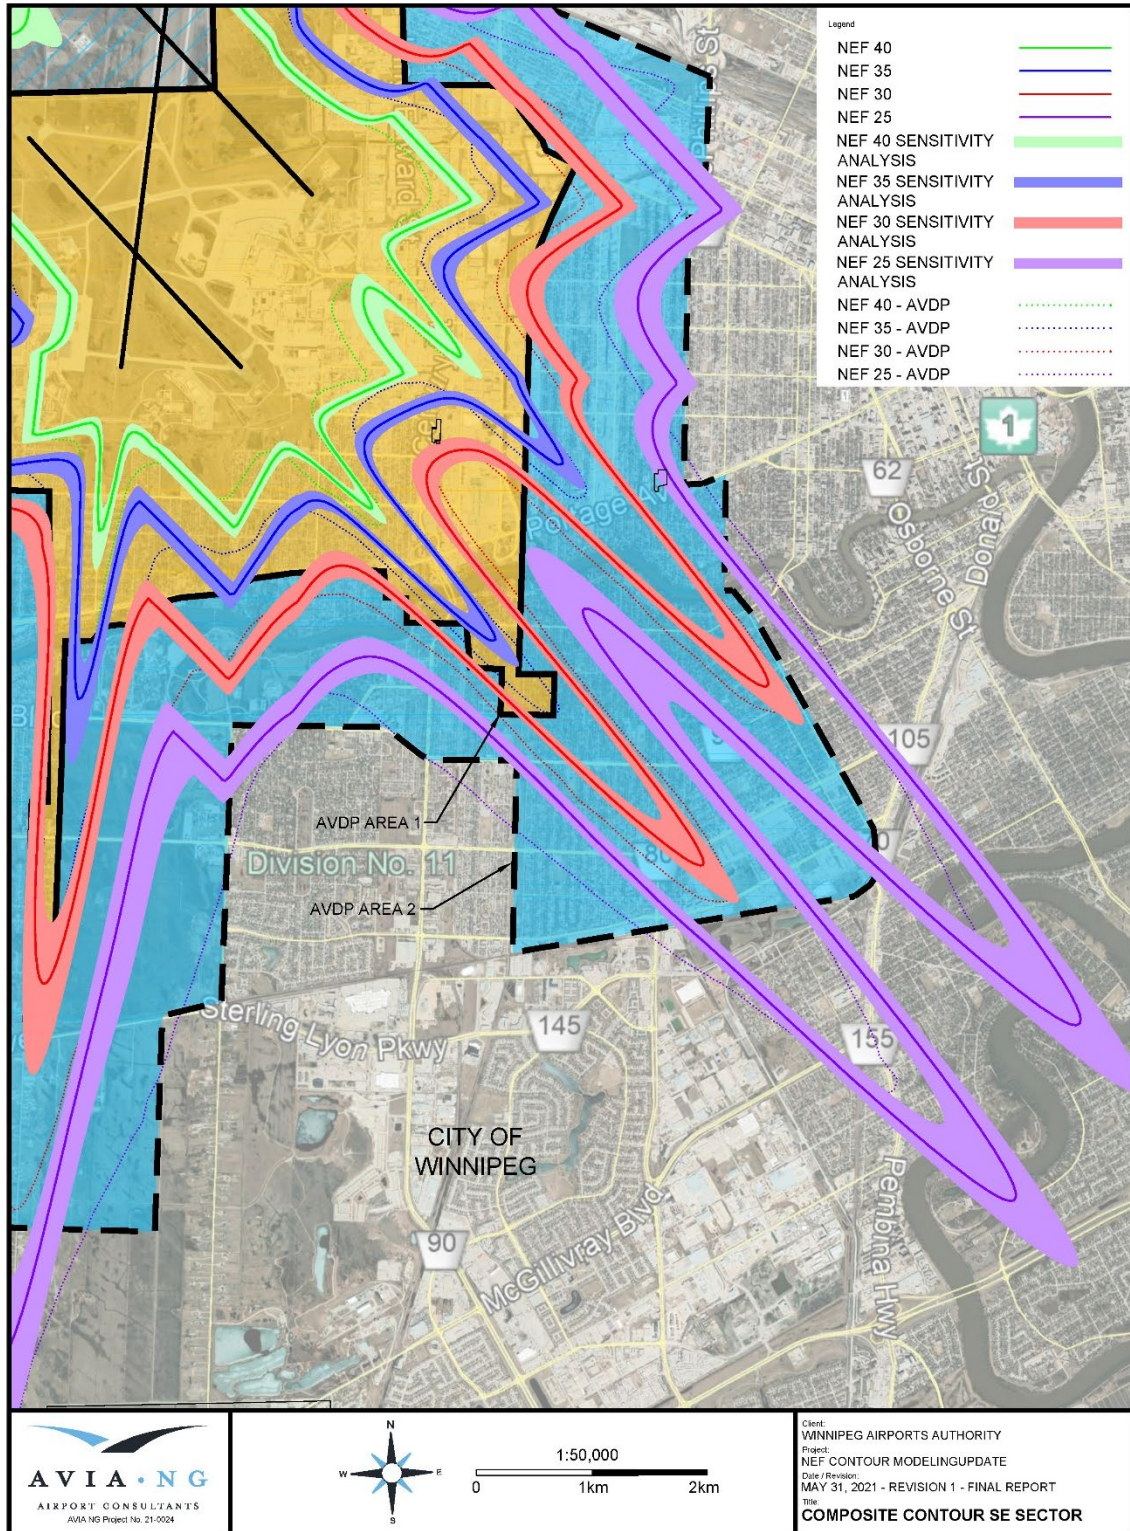 Legend
NEF 40
NEF 35
NEF 30
NEF 25
NEF 40 SENSITIVITY
ANALYSIS
NEF 35 SENSITIVITY
ANALYSIS
NEF 30 SENSITIVITY
ANALYSIS
NEF 25 SENSITIVITY
ANALYSIS
NEF 40 - AVDP
NEF 35 - AVDP
NEF 30 - AVDP
NEF 25 - AVDP
1
62
Osborne St
Donald St
Portage Av
105
AVDP AREA 1
Division No. 11
AVDP AREA 2
80
Sterling Lyon Pkwy
145
155
CITY OF
WINNIPEG
90
McGillivray Blvd
Pembina Hwy
AVIA • NG
AIRPORT CONSULTANTS
AVIA NG Project No. 21-0024
N
W
E
S
1:50,000
0
1km
2km
Client:
WINNIPEG AIRPORTS AUTHORITY
Project:
NEF CONTOUR MODELINGUPDATE
Date / Revision:
MAY 31, 2021 - REVISION 1 - FINAL REPORT
Title:
COMPOSITE CONTOUR SE SECTOR